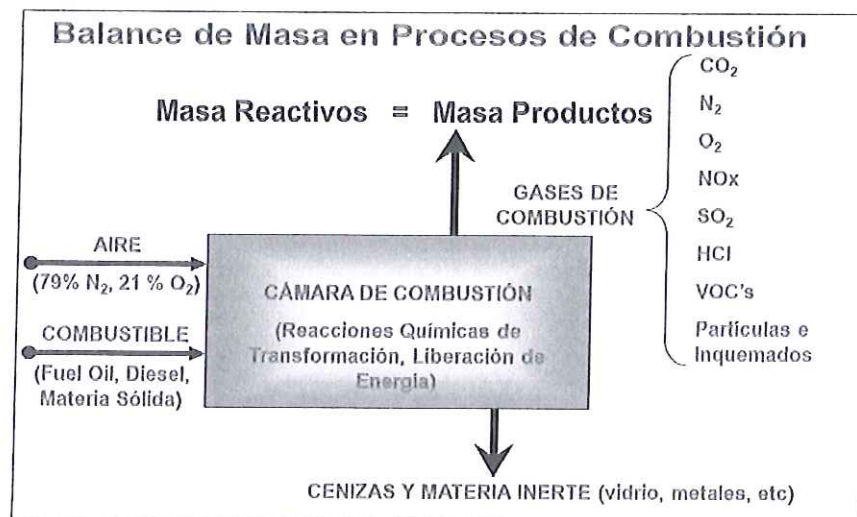 Balance de Masa en Procesos de Combustión
Masa Reactivos = Masa Productos
CO₂
N₂
O₂
NOx
SO₂
HCl
VOC's
Partículas e
Inquemados
GASES DE
COMBUSTIÓN
AIRE
(79% N₂, 21 % O₂)
COMBUSTIBLE
(Fuel Oil, Diesel,
Materia Sólida)
CÁMARA DE COMBUSTIÓN
(Reacciones Químicas de
Transformación, Liberación de
Energía)
CENIZAS Y MATERIA INERTE (vidrio, metales, etc)